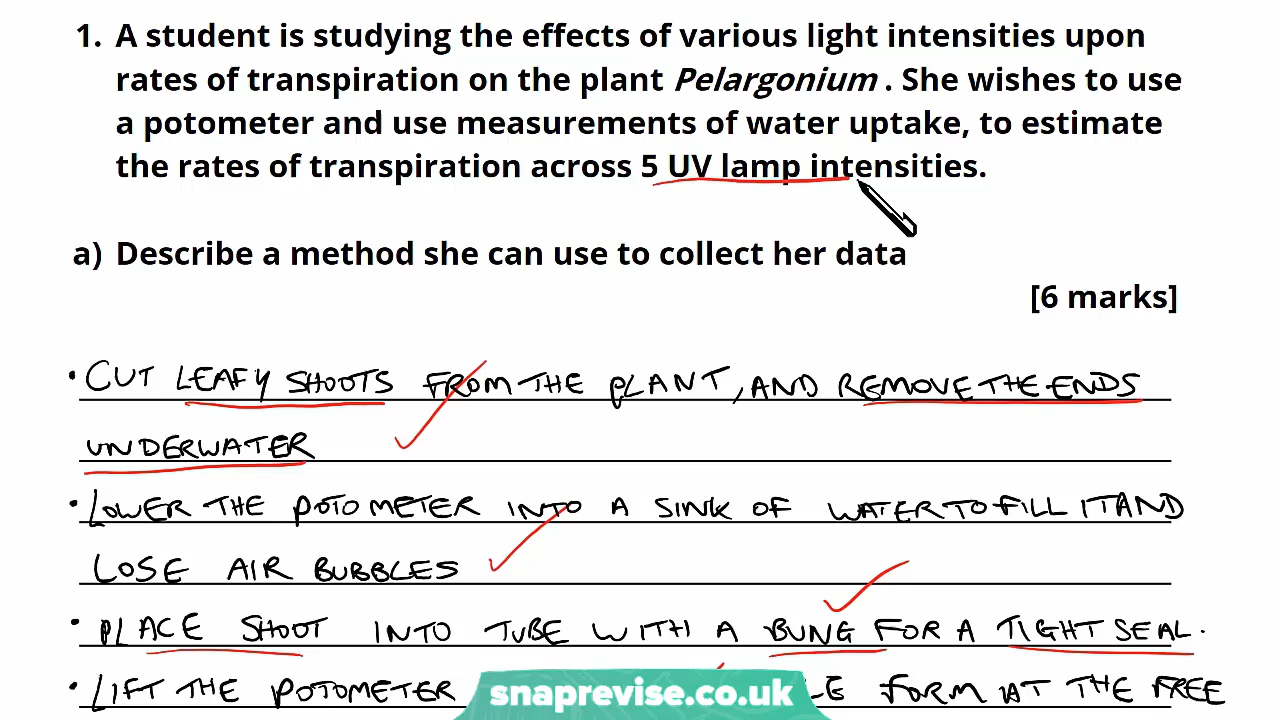 1. A student is studying the effects of various light intensities upon
rates of transpiration on the plant Pelargonium . She wishes to use
a potometer and use measurements of water uptake, to estimate
the rates of transpiration across 5 UV lamp intensities.
a) Describe a method she can use to collect her data
[6 marks]
• CUT LEAFY SHOOTS FROM THE PLANT, AND REMOVE THE ENDS
UNDERWATER
• LOWER THE POTOMETER INTO A SINK OF WATER TO FILL IT AND
LOSE AIR BUBBLES
• PLACE SHOOT INTO TUBE WITH A BUNG FOR A TIGHT SEAL.
• LIFT THE POTOMETER FORM AT THE FREE
snaprevise.co.uk